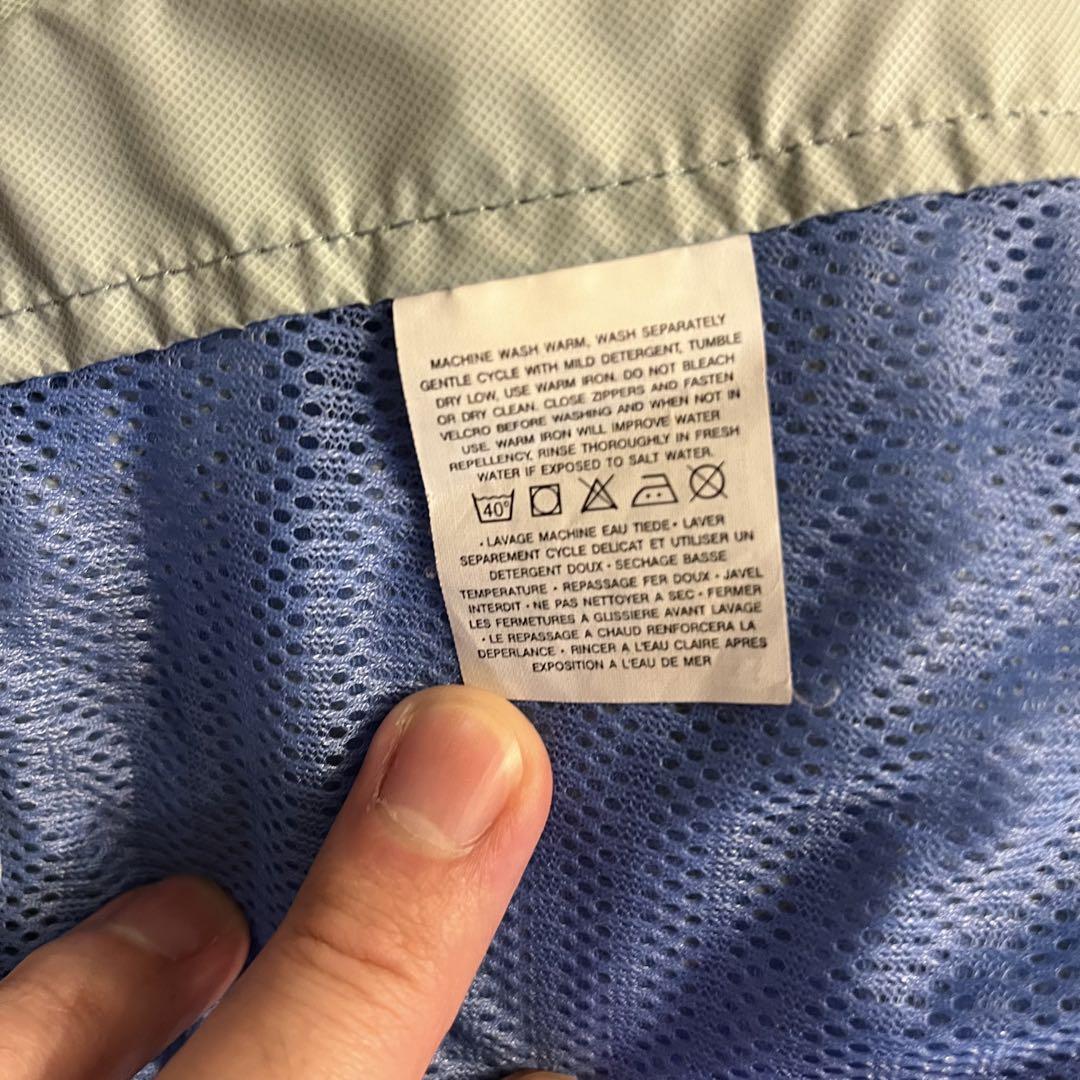 MACHINE WASH WARM, WASH SEPARATELY
GENTLE CYCLE WITH MILD DETERGENT, TUMBLE
DRY LOW, USE WARM IRON. DO NOT BLEACH
OR DRY CLEAN. CLOSE ZIPPERS AND FASTEN
VELCRO BEFORE WASHING AND WHEN NOT IN
USE. WARM IRON WILL IMPROVE WATER
REPELLENCY, RINSE THOROUGHLY IN FRESH
WATER IF EXPOSED TO SALT WATER.
40°
• LAVAGE MACHINE EAU TIEDE • LAVER
SEPAREMENT CYCLE DELICAT ET UTILISER UN
DETERGENT DOUX • SECHAGE BASSE
TEMPERATURE • REPASSAGE FER DOUX • JAVEL
INTERDIT • NE PAS NETTOYER A SEC • FERMER
LES FERMETURES A GLISSIERE AVANT LAVAGE
• LE REPASSAGE A CHAUD RENFORCERA LA
DEPERLANCE • RINCER A L'EAU CLAIRE APRES
EXPOSITION A L'EAU DE MER